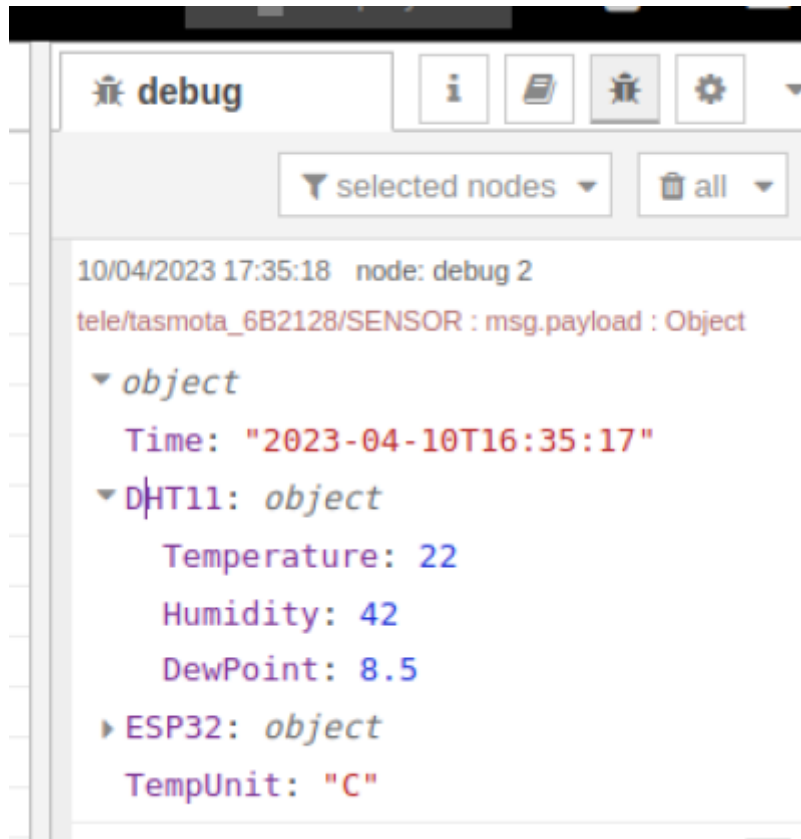 debug
i
selected nodes
all
10/04/2023 17:35:18 node: debug 2
tele/tasmota_6B2128/SENSOR : msg.payload : Object
object
Time: "2023-04-10T16:35:17"
DHT11: object
Temperature: 22
Humidity: 42
DewPoint: 8.5
ESP32: object
TempUnit: "C"